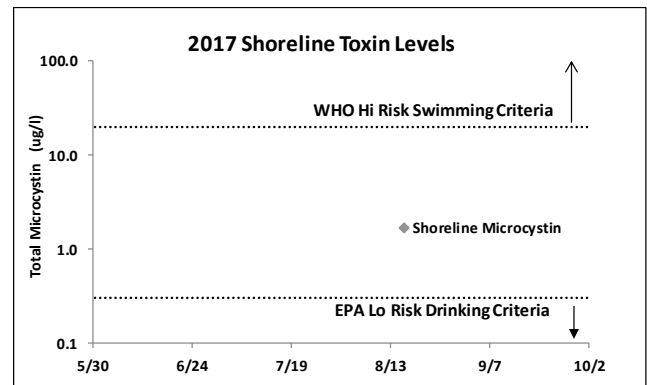 2017 Shoreline Toxin Levels
Total Microcystin (ug/l)
100.0
10.0
1.0
0.1
WHO Hi Risk Swimming Criteria
Shoreline Microcystin
EPA Lo Risk Drinking Criteria
5/30 6/24 7/19 8/13 9/7 10/2